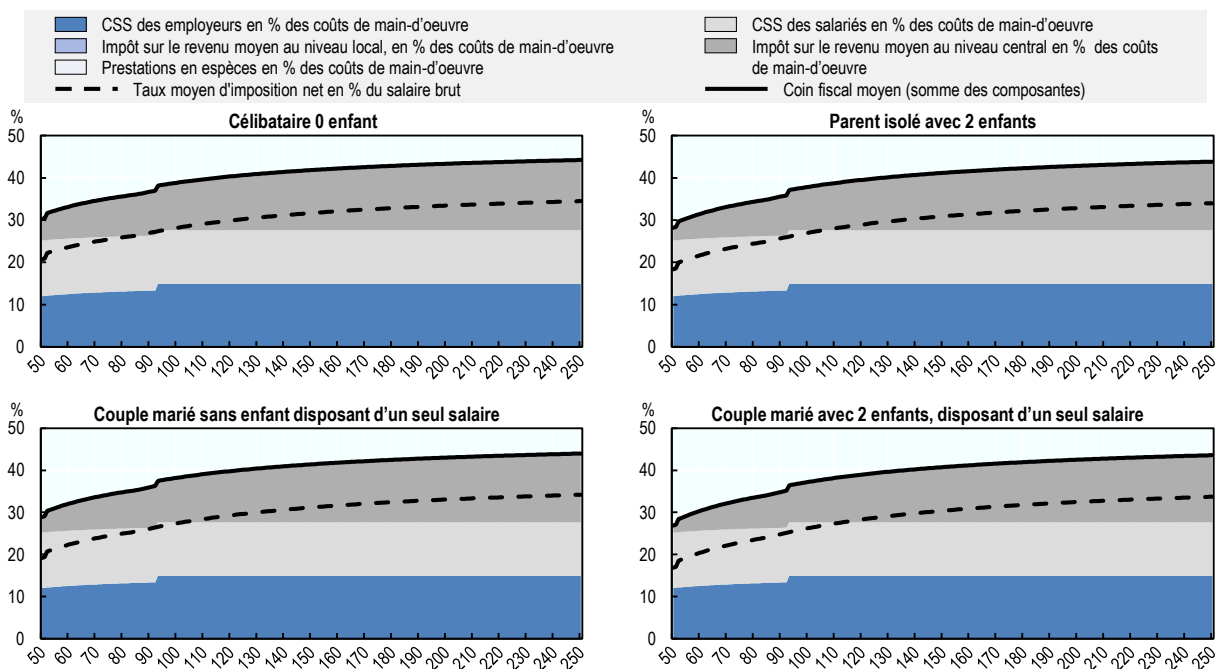 CSS des employeurs en % des coûts de main-d'oeuvre
CSS des salariés en % des coûts de main-d'oeuvre
Impôt sur le revenu moyen au niveau local, en % des coûts de main-d'oeuvre
Impôt sur le revenu moyen au niveau central en % des coûts
de main-d'oeuvre
Prestations en espèces en % des coûts de main-d'oeuvre
Taux moyen d'imposition net en % du salaire brut
Coin fiscal moyen (somme des composantes)
%
Célibataire 0 enfant
50
40
30
20
10
0
50 60 70 80 90 100 110 120 130 140 150 160 170 180 190 200 210 220 230 240 250
%
Parent isolé avec 2 enfants
50
40
30
20
10
0
50 60 70 80 90 100 110 120 130 140 150 160 170 180 190 200 210 220 230 240 250
%
Couple marié sans enfant disposant d'un seul salaire
50
40
30
20
10
0
50 60 70 80 90 100 110 120 130 140 150 160 170 180 190 200 210 220 230 240 250
%
Couple marié avec 2 enfants, disposant d'un seul salaire
50
40
30
20
10
0
50 60 70 80 90 100 110 120 130 140 150 160 170 180 190 200 210 220 230 240 250